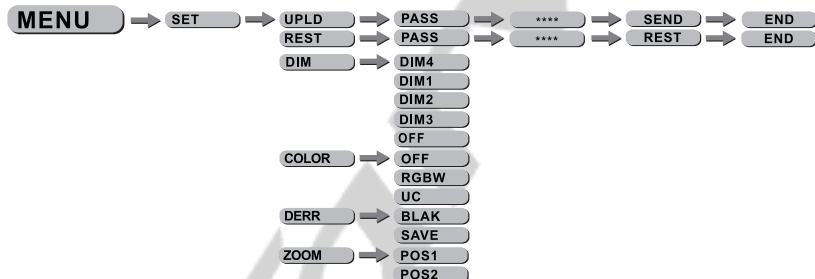 MENU SET UPLD PASS **** SEND END
REST PASS **** REST END
DIM DIM4
DIM1
DIM2
DIM3
OFF
COLOR OFF
RGBW
UC
DERR BLAK
SAVE
ZOOM POS1
POS2